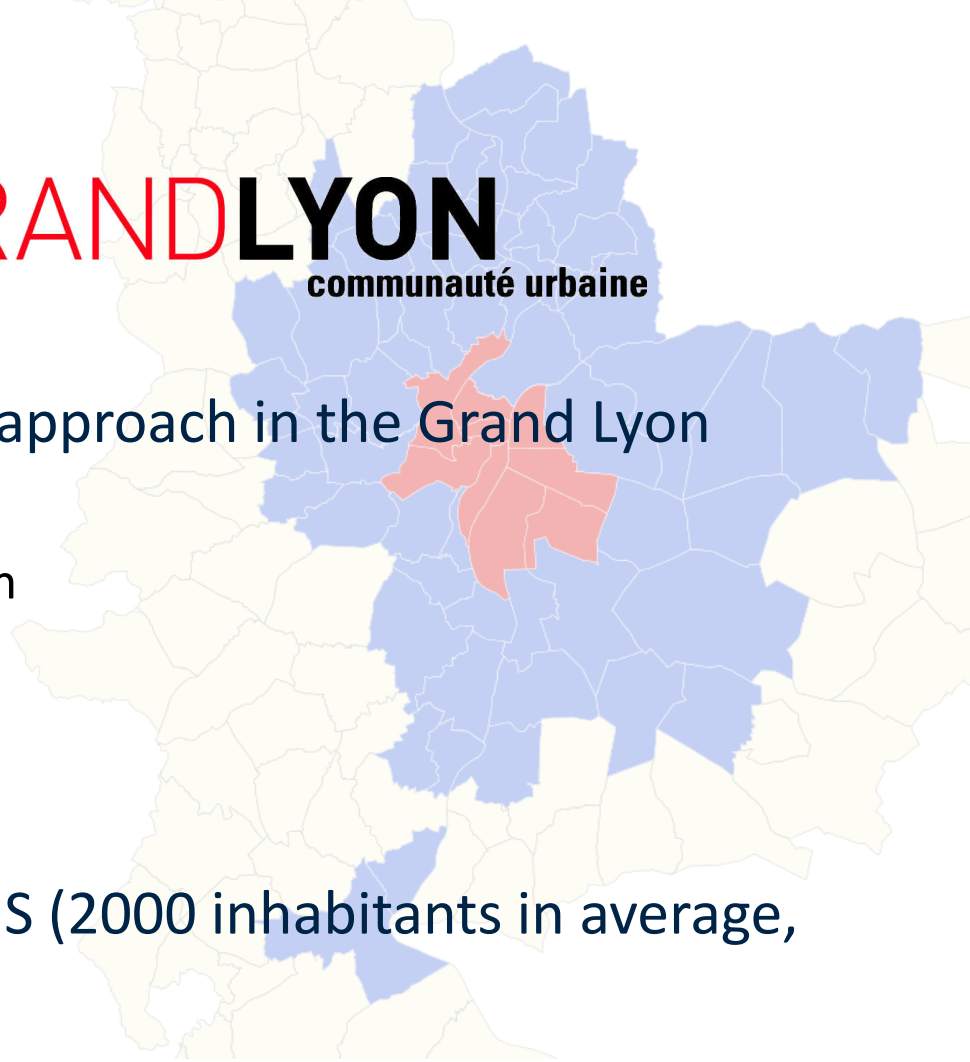 RANDLYON
communauté urbaine
approach in the Grand Lyon
n
S (2000 inhabitants in average,